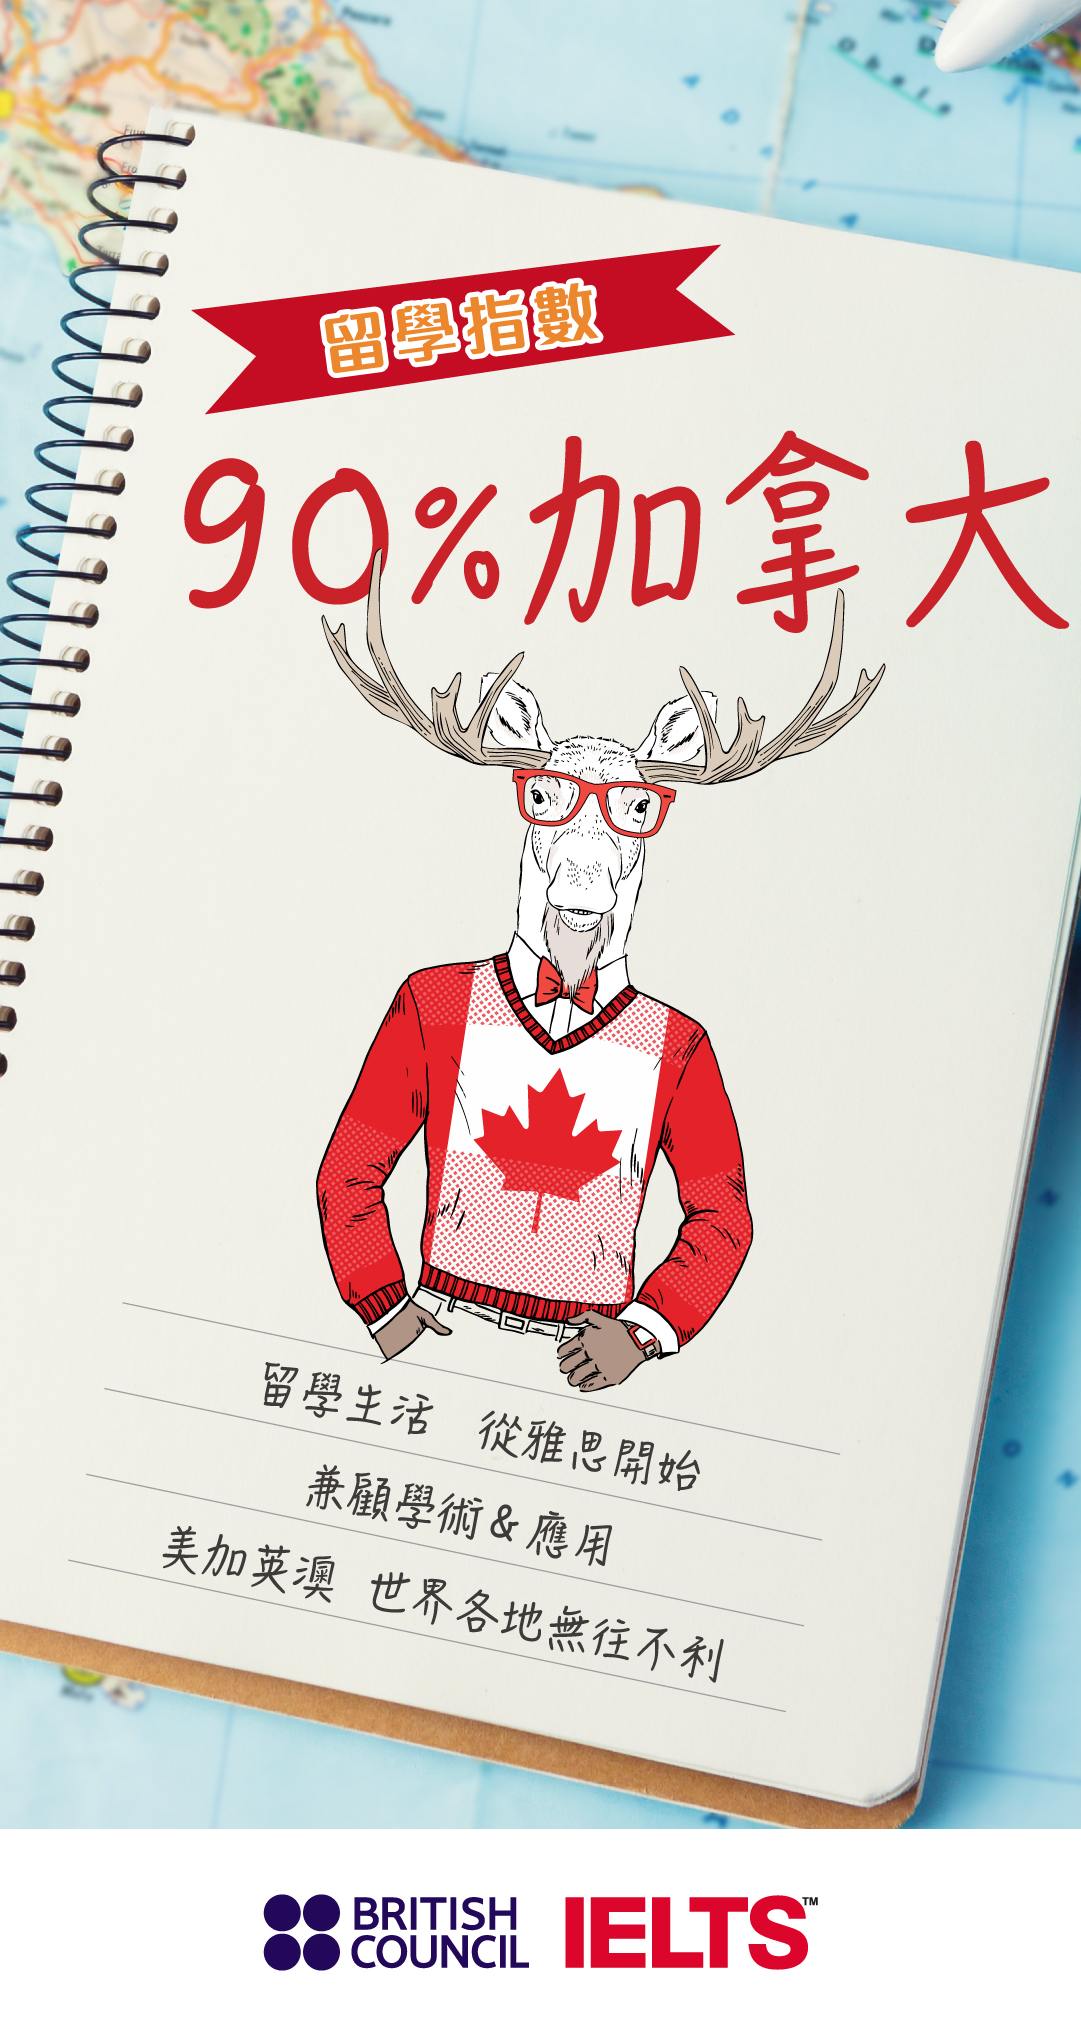 留學指數
90%加拿大
留學生活 從雅思開始
兼顧學術&應用
美加英澳 世界各地無往不利
BRITISH
COUNCIL
IELTS™